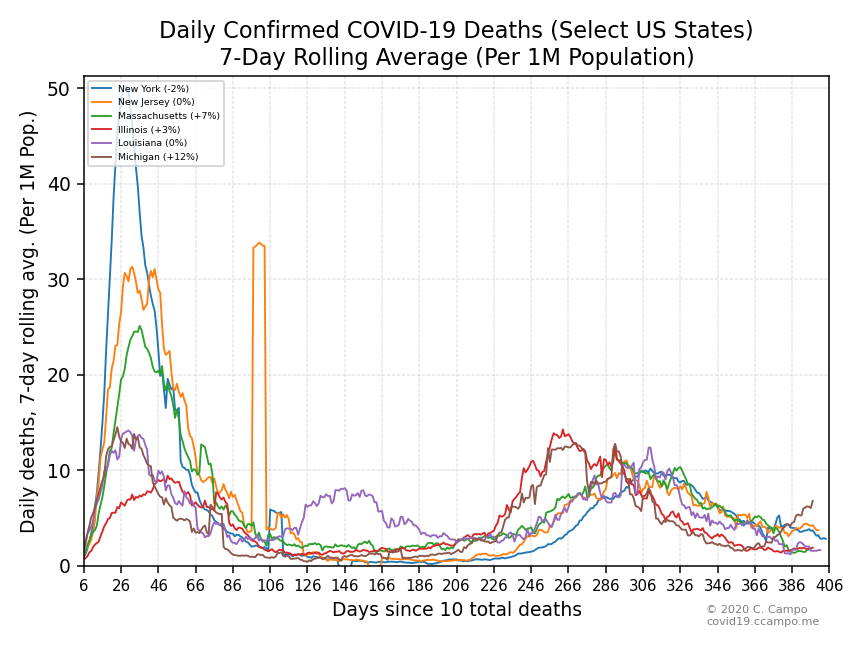 Daily Confirmed COVID-19 Deaths (Select US States)
7-Day Rolling Average (Per 1M Population)
Daily deaths, 7-day rolling avg. (Per 1M Pop.)
50
40
30
20
10
0
New York (-2%)
New Jersey (0%)
Massachusetts (+7%)
Illinois (+3%)
Louisiana (0%)
Michigan (+12%)
6 26 46 66 86 106 126 146 166 186 206 226 246 266 286 306 326 346 366 386 406
Days since 10 total deaths
© 2020 C. Campo
covid19.ccampo.me